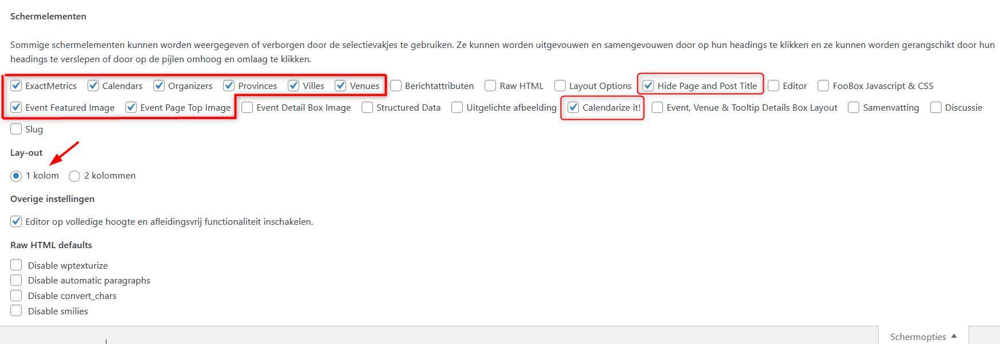 Schermelementen
Sommige schermelementen kunnen worden weergegeven of verborgen door de selectievakjes te gebruiken. Ze kunnen worden uitgevouwen en samengevouwen door op hun headings te klikken en ze kunnen worden gerangschikt door hun
headings te verslepen of door op de pijlen omhoog en omlaag te klikken.
ExactMetrics Calendars Organizers Provinces Villes Venues Berichtattributen Raw HTML Layout Options Hide Page and Post Title Editor FooBox Javascript & CSS
Event Featured Image Event Page Top Image Event Detail Box Image Structured Data Uitgelichte afbeelding Calendarize it! Event, Venue & Tooltip Details Box Layout Samenvatting Discussie
Slug
Lay-out
1 kolom 2 kolommen
Overige instellingen
Editor op volledige hoogte en afleidingsvrij functionaliteit inschakelen.
Raw HTML defaults
Disable wptexturize
Disable automatic paragraphs
Disable convert_chars
Disable smilies
Schermopties